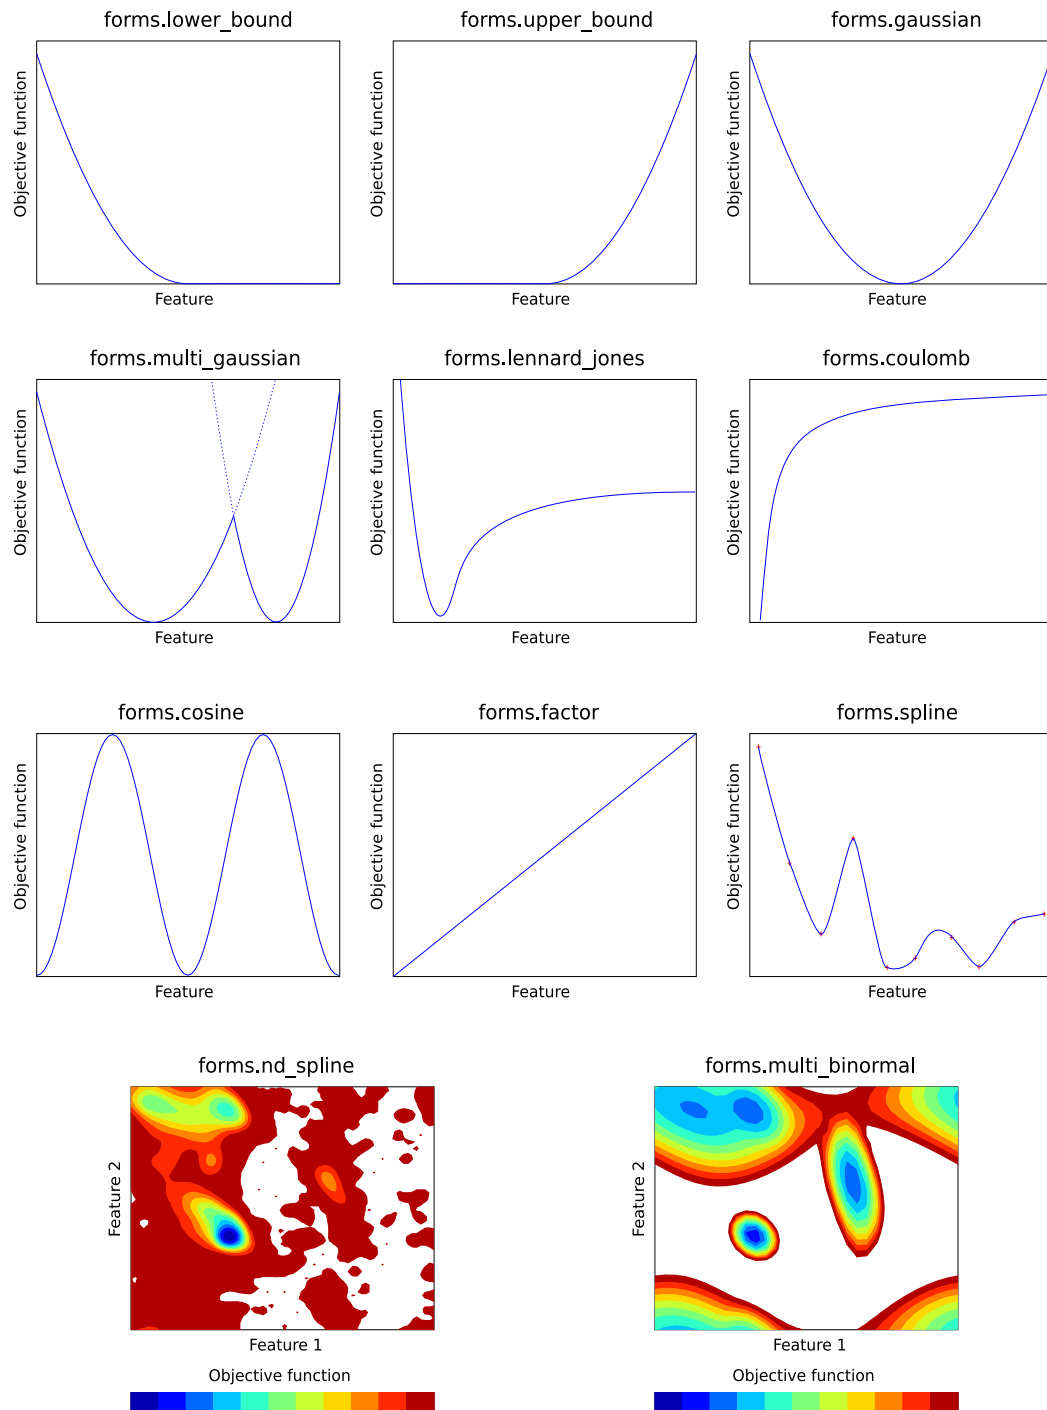 forms.lower_bound
forms.upper_bound
forms.gaussian
Objective function
Objective function
Objective function
Feature
Feature
Feature
forms.multi_gaussian
forms.lennard_jones
forms.coulomb
Objective function
Objective function
Objective function
Feature
Feature
Feature
forms.cosine
forms.factor
forms.spline
Objective function
Objective function
Objective function
Feature
Feature
Feature
forms.nd_spline
forms.multi_binormal
Feature 2
Feature 2
Feature 1
Feature 1
Objective function
Objective function